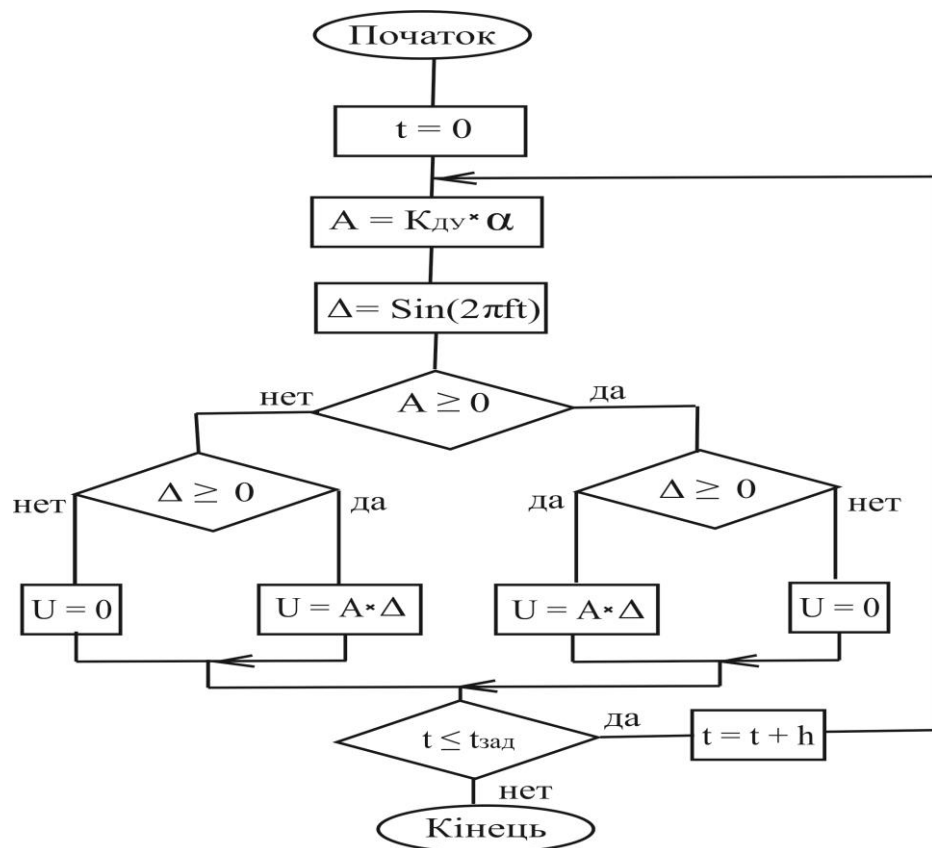 Початок
t = 0
A = КДУ × α
Δ= Sin(2πft)
нет
A ≥ 0
да
нет
Δ ≥ 0
да
да
Δ ≥ 0
нет
U = 0
U = A × Δ
U = A × Δ
U = 0
t ≤ tзад
да
t = t + h
нет
Кінець